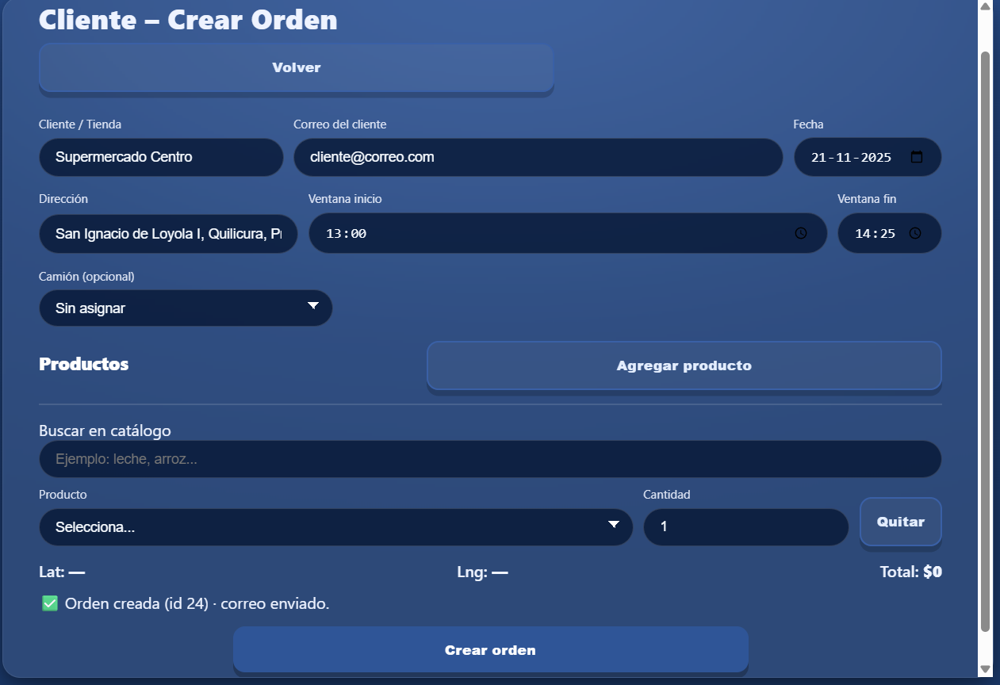 Cliente – Crear Orden
Volver
Cliente / Tienda
Correo del cliente
Fecha
Supermercado Centro
cliente@correo.com
21-11-2025
Dirección
Ventana inicio
Ventana fin
San Ignacio de Loyola I, Quilicura, P
13:00
14:25
Camión (opcional)
Sin asignar
Productos
Agregar producto
Buscar en catálogo
Ejemplo: leche, arroz...
Producto
Cantidad
Selecciona...
1
Quitar
Lat: —
Lng: —
Total: $0
✅ Orden creada (id 24) · correo enviado.
Crear orden